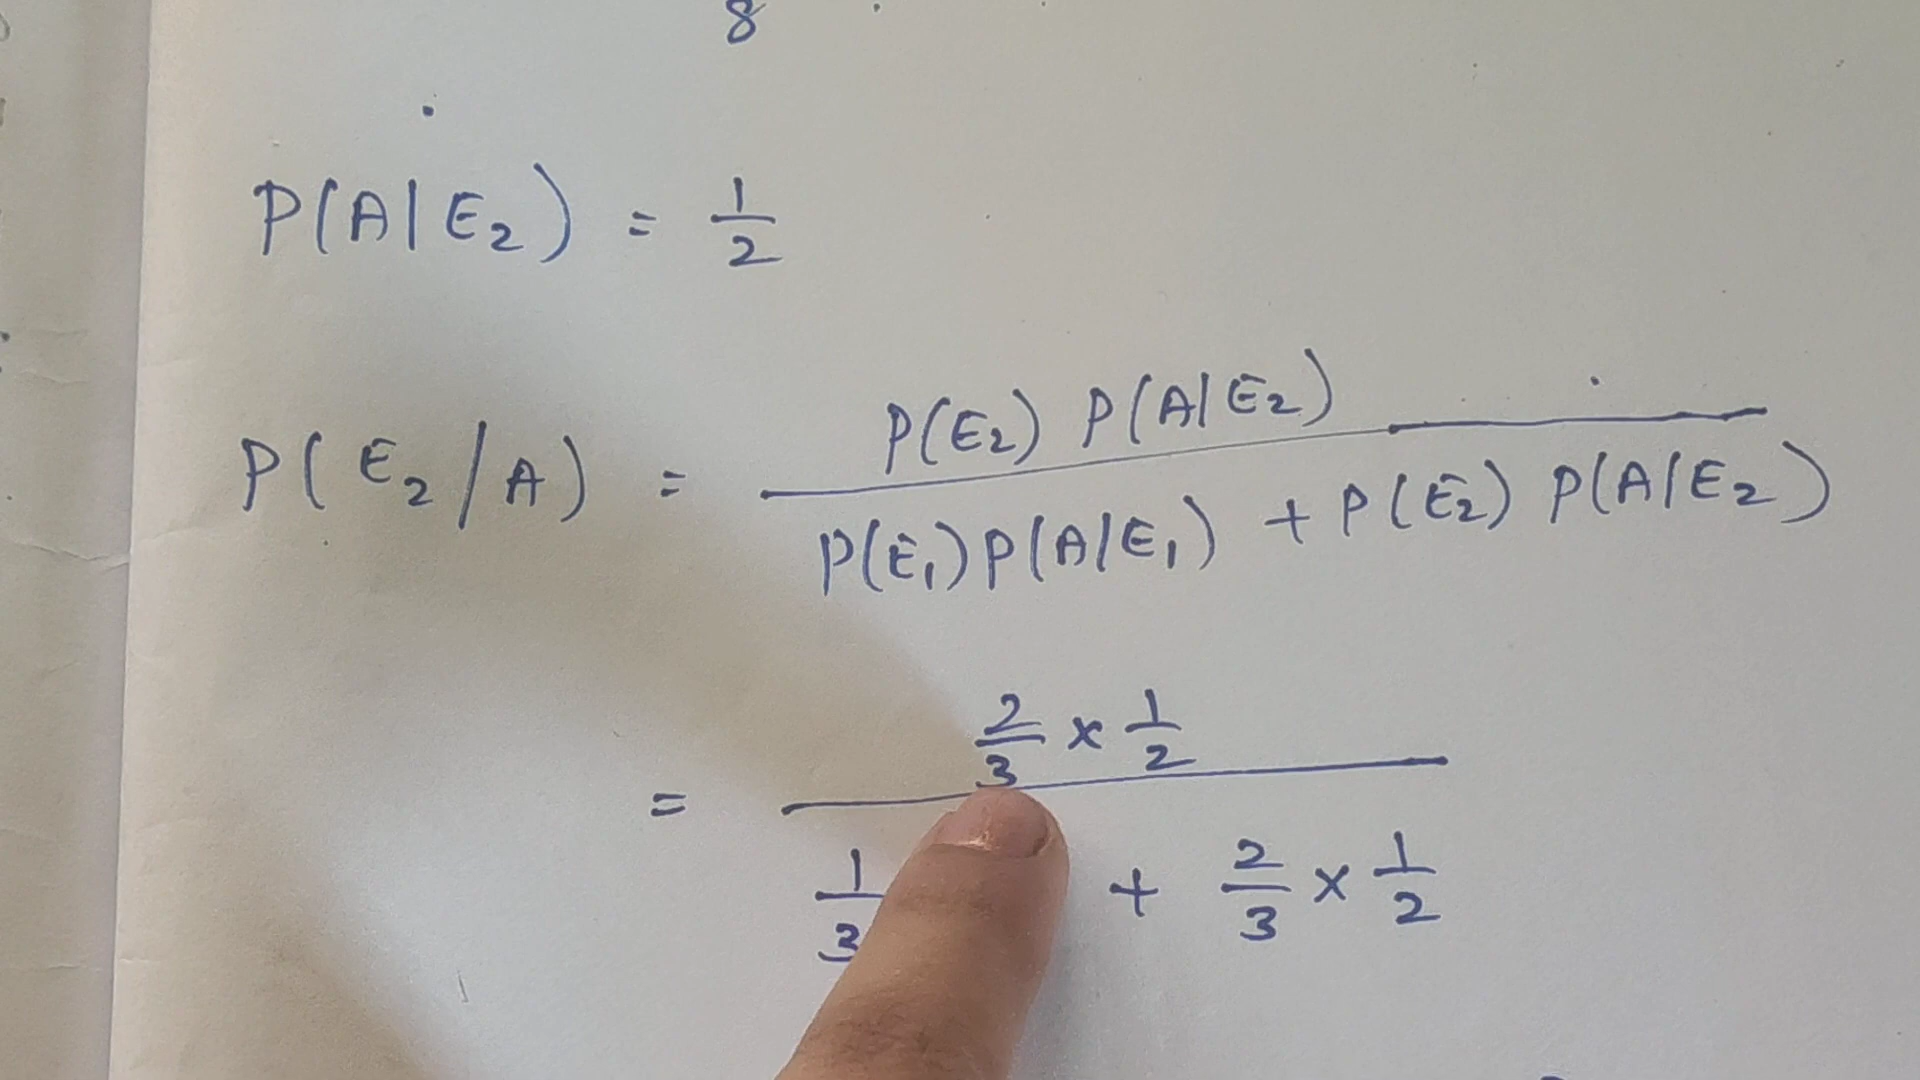 8
P(A|E₂) = 1/2
P(E₂/A) = P(E₂) P(A|E₂) / P(E₁)P(A/E₁) + P(E₂) P(A/E₂)
= 2/3 × 1/2 / 1/3 + 2/3 × 1/2